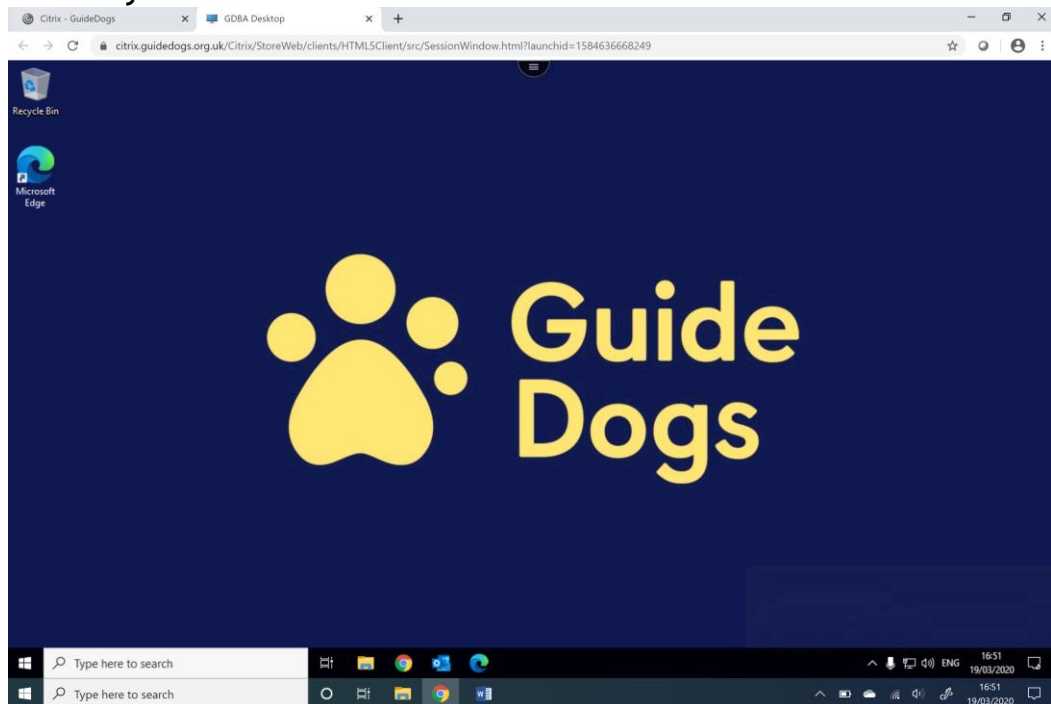 Citrix - GuideDogs
GDBA Desktop
citrix.guidedogs.org.uk/Citrix/StoreWeb/clients/HTML5Client/src/SessionWindow.html?launchid=1584636668249
Recycle Bin
Microsoft
Edge
Guide
Dogs
Type here to search
ENG
16:51
19/03/2020
Type here to search
16:51
19/03/2020